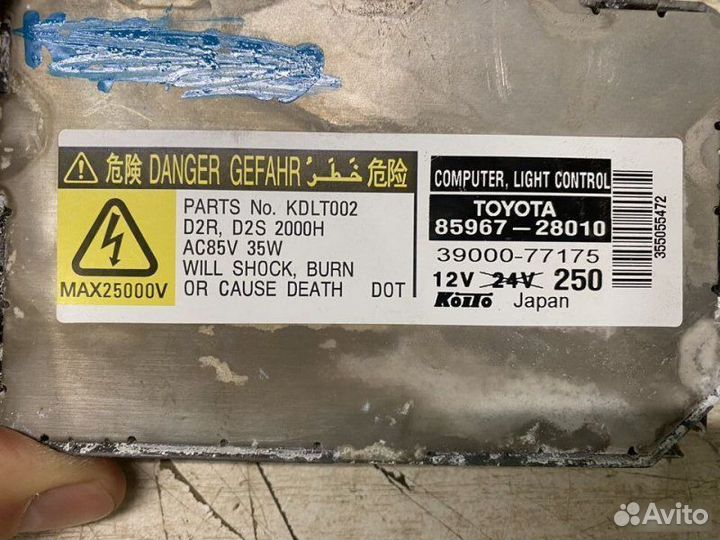 ⚠ 危険 DANGER GEFAHR خَطَرْ 危险
PARTS No. KDLT002
D2R, D2S 2000H
AC85V 35W
WILL SHOCK, BURN
OR CAUSE DEATH DOT
MAX25000V
COMPUTER, LIGHT CONTROL
TOYOTA
85967-28010
39000-77175
12V 24V 250
KOITO Japan
355055472
Avito